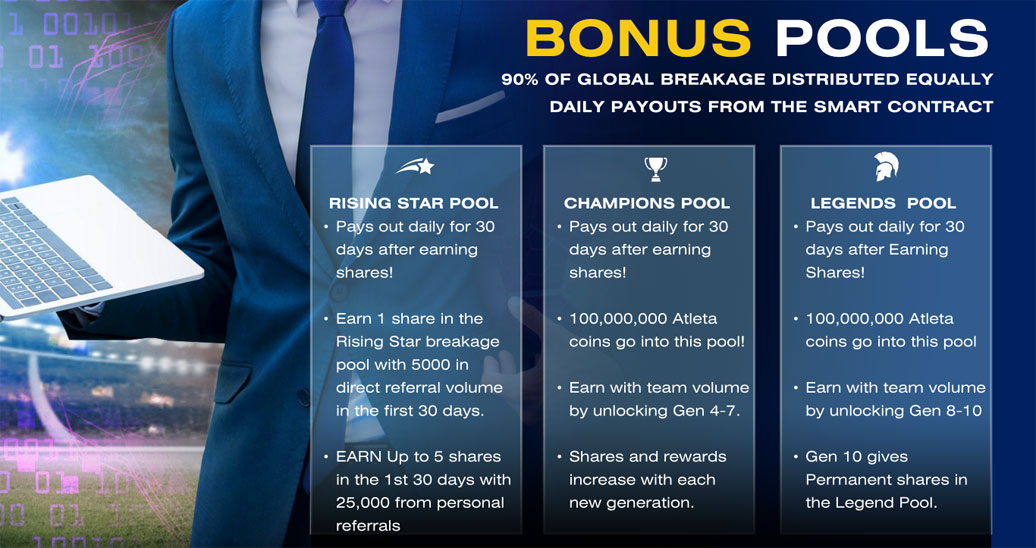 BONUS POOLS
90% OF GLOBAL BREAKAGE DISTRIBUTED EQUALLY
DAILY PAYOUTS FROM THE SMART CONTRACT
RISING STAR POOL
• Pays out daily for 30
days after earning
shares!
• Earn 1 share in the
Rising Star breakage
pool with 5000 in
direct referral volume
in the first 30 days.
• EARN Up to 5 shares
in the 1st 30 days with
25,000 from personal
referrals
CHAMPIONS POOL
• Pays out daily for 30
days after earning
shares!
• 100,000,000 Atleta
coins go into this pool!
• Earn with team volume
by unlocking Gen 4-7.
• Shares and rewards
increase with each
new generation.
LEGENDS POOL
• Pays out daily for 30
days after Earning
Shares!
• 100,000,000 Atleta
coins go into this pool
• Earn with team volume
by unlocking Gen 8-10
• Gen 10 gives
Permanent shares in
the Legend Pool.